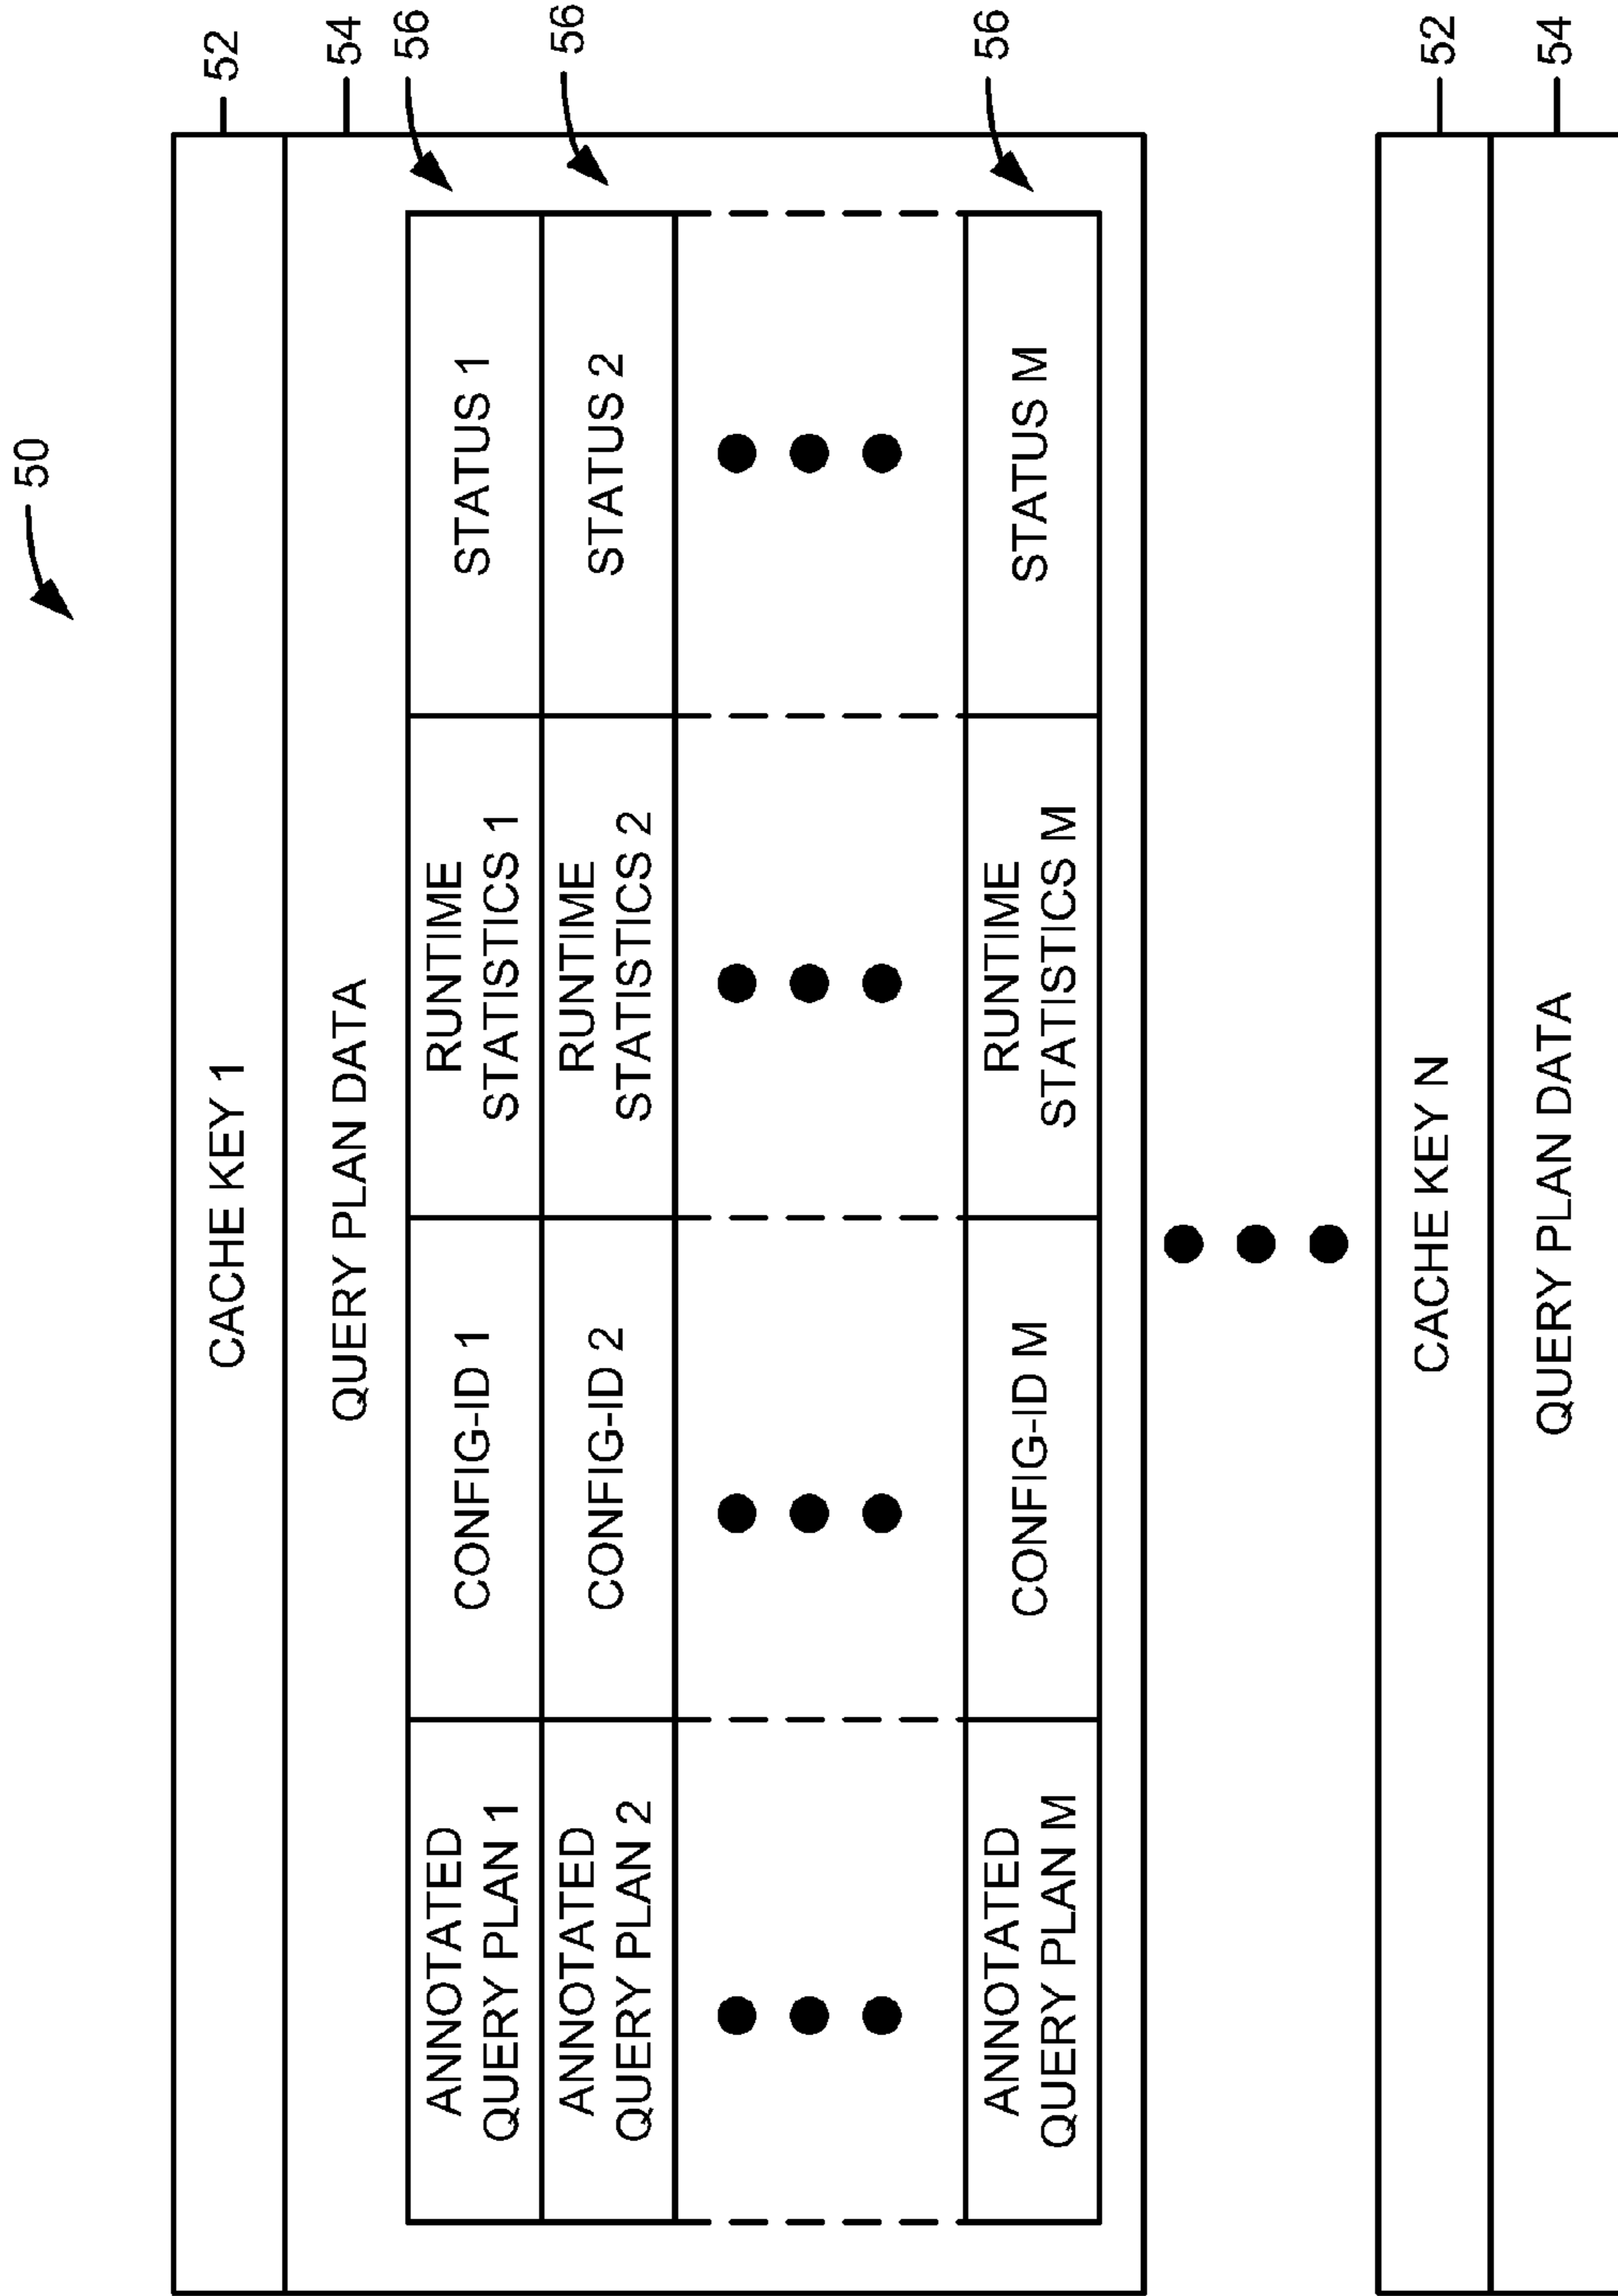 50
CACHE KEY 1
52
QUERY PLAN DATA
54
56
ANNOTATED
QUERY PLAN 1
CONFIG-ID 1
RUNTIME
STATISTICS 1
STATUS 1
56
ANNOTATED
QUERY PLAN 2
CONFIG-ID 2
RUNTIME
STATISTICS 2
STATUS 2
56
ANNOTATED
QUERY PLAN M
CONFIG-ID M
RUNTIME
STATISTICS M
STATUS M
CACHE KEY N
52
QUERY PLAN DATA
54